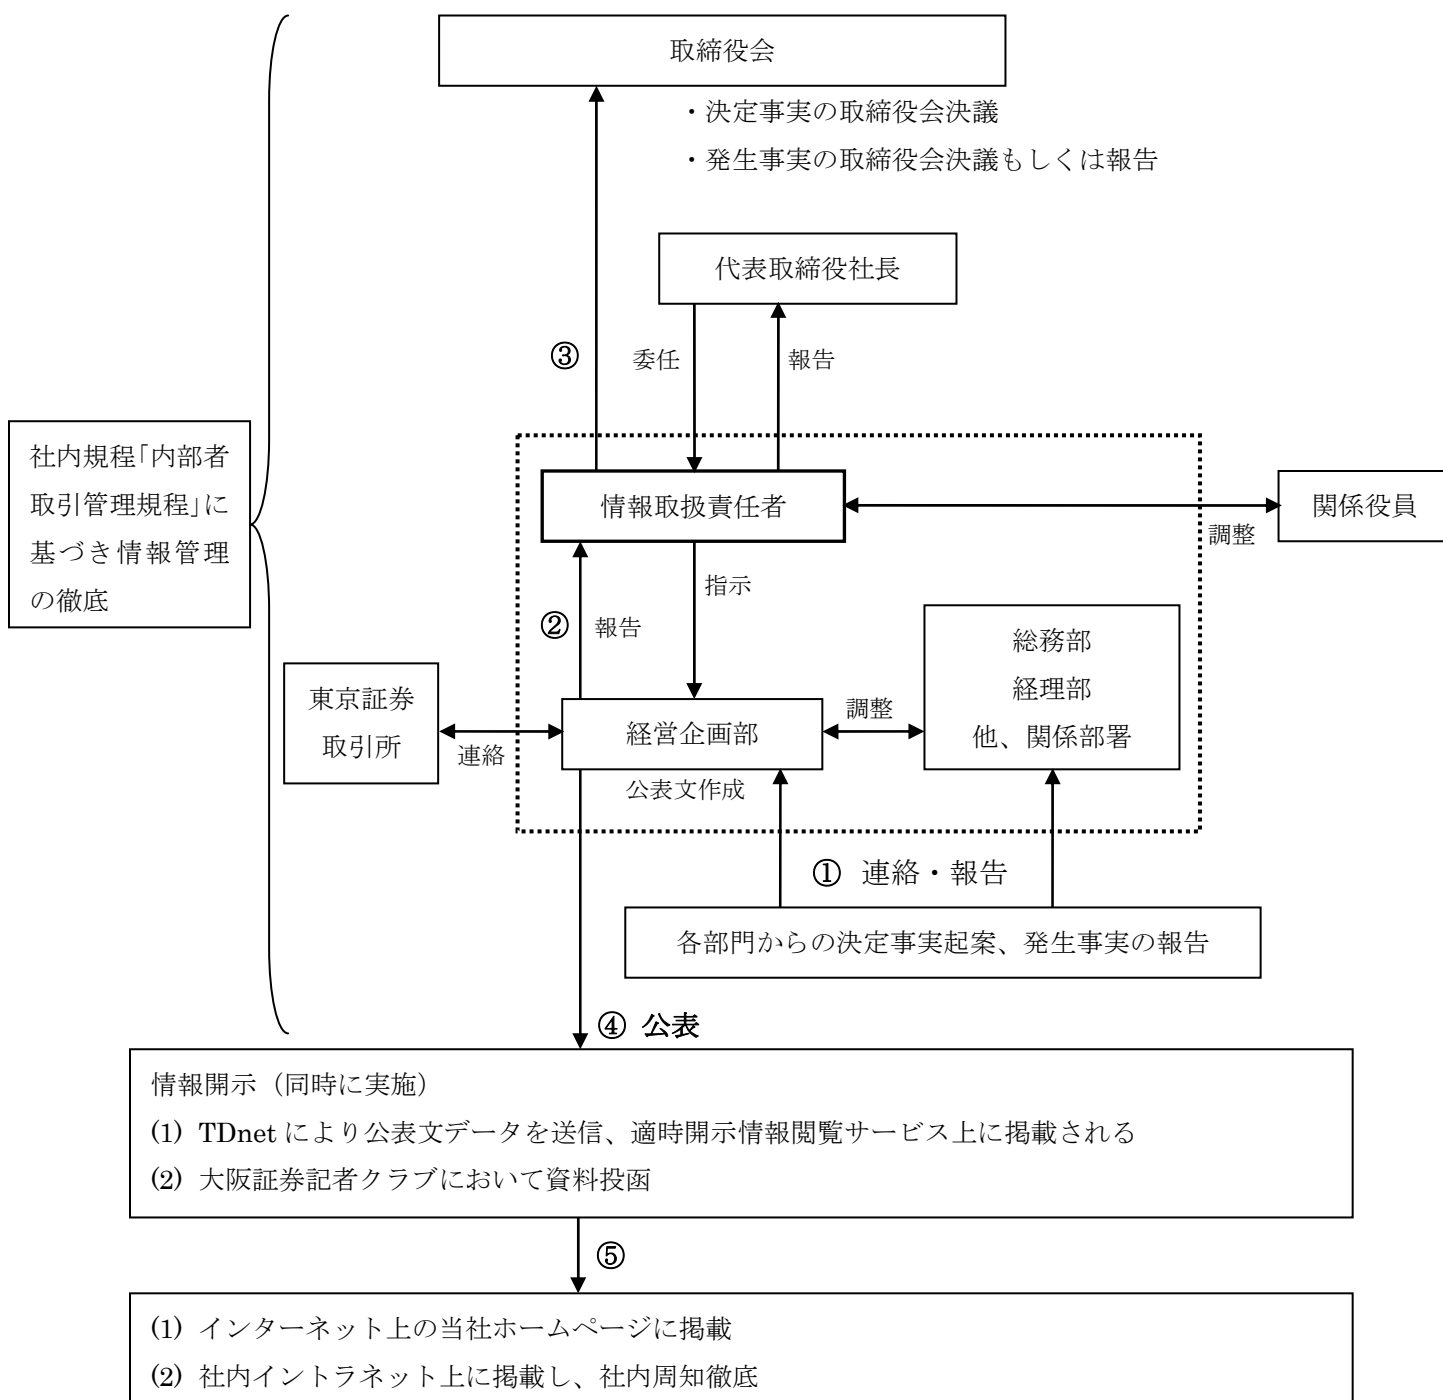 取締役会
・決定事実の取締役会決議
・発生事実の取締役会決議もしくは報告
代表取締役社長
③
委任
報告
社内規程｢内部者
取引管理規程｣に
基づき情報管理
の徹底
情報取扱責任者
関係役員
調整
指示
②
報告
総務部
経理部
他、関係部署
東京証券
取引所
連絡
経営企画部
調整
公表文作成
① 連絡・報告
各部門からの決定事実起案、発生事実の報告
④ 公表
情報開示（同時に実施）
(1) TDnet により公表文データを送信、適時開示情報閲覧サービス上に掲載される
(2) 大阪証券記者クラブにおいて資料投函
⑤
(1) インターネット上の当社ホームページに掲載
(2) 社内イントラネット上に掲載し、社内周知徹底